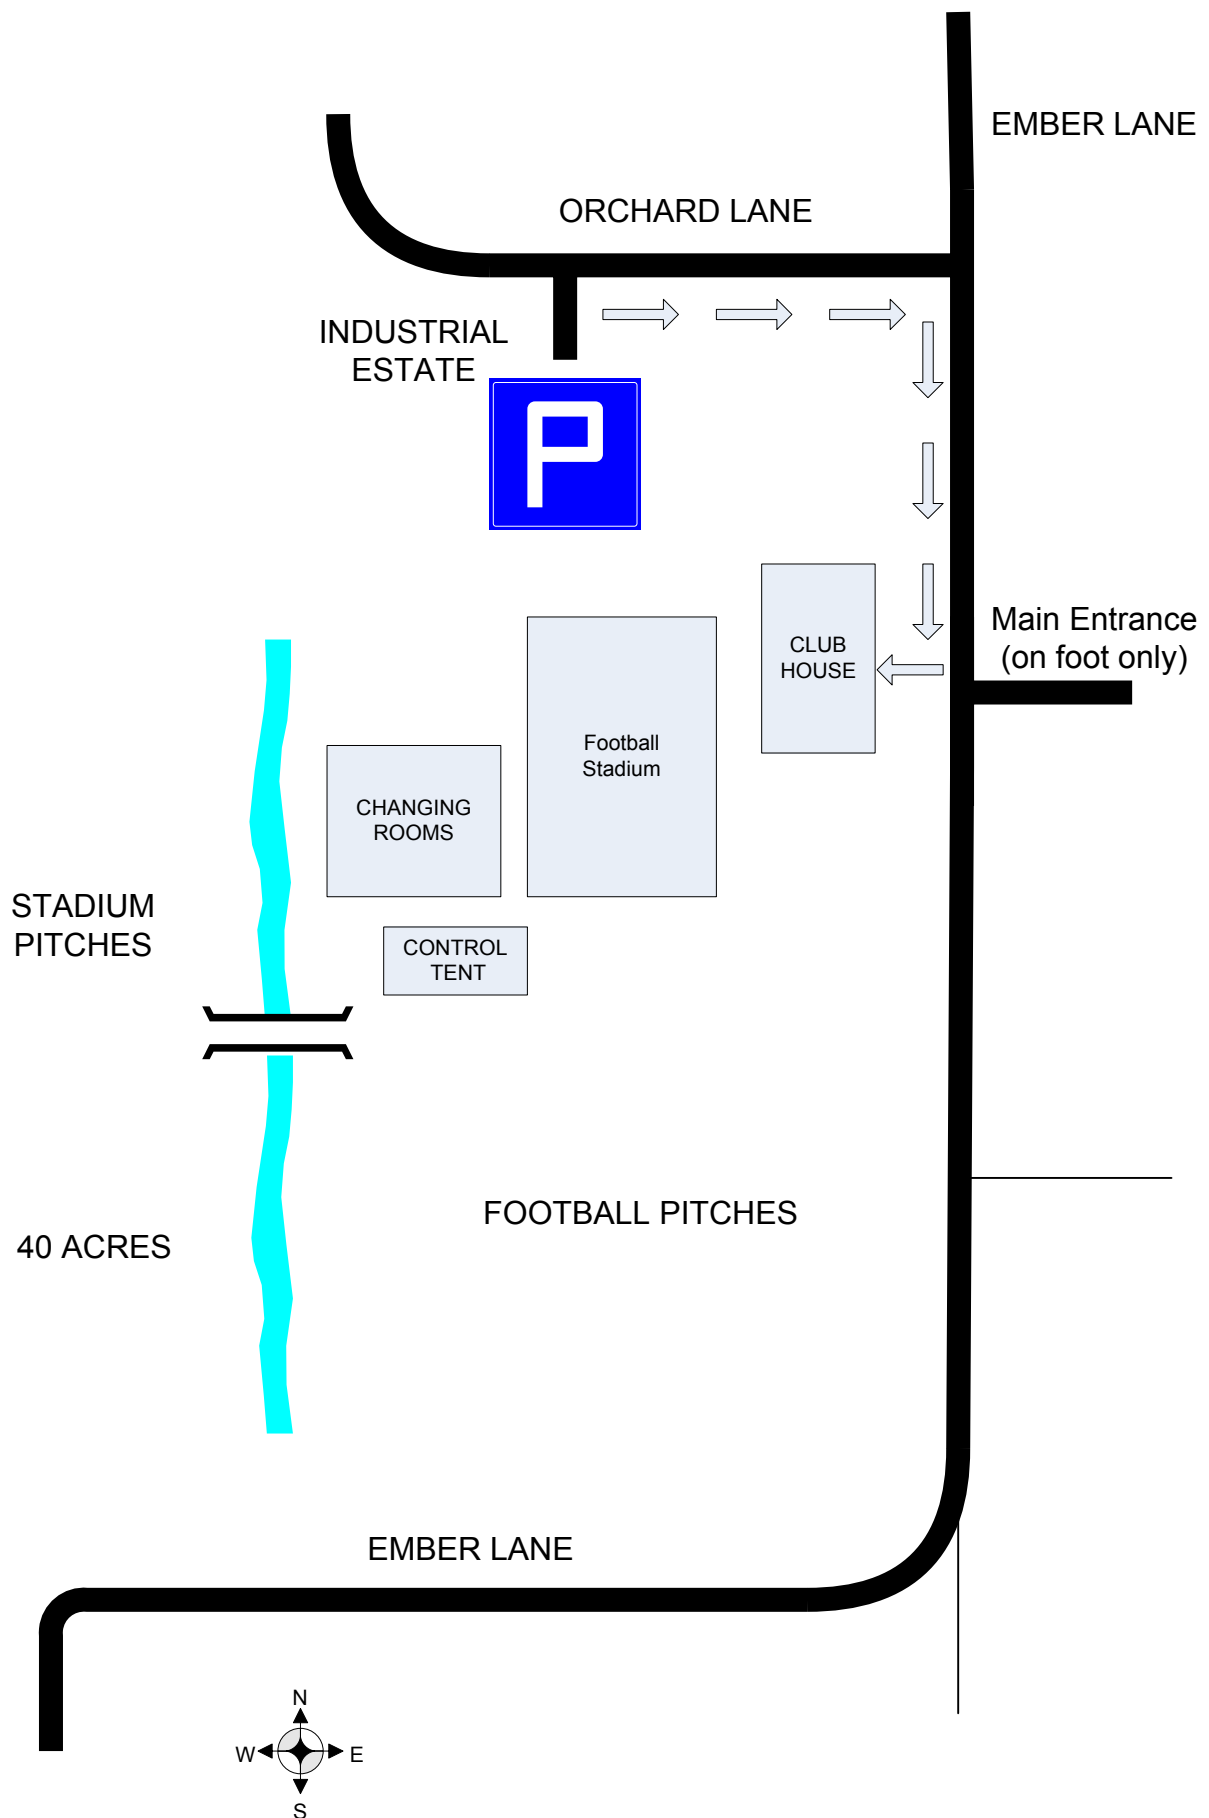 EMBER LANE
ORCHARD LANE
INDUSTRIAL
ESTATE
P
Main Entrance
(on foot only)
CLUB
HOUSE
Football
Stadium
CHANGING
ROOMS
STADIUM
PITCHES
CONTROL
TENT
FOOTBALL PITCHES
40 ACRES
EMBER LANE
N
W
E
S